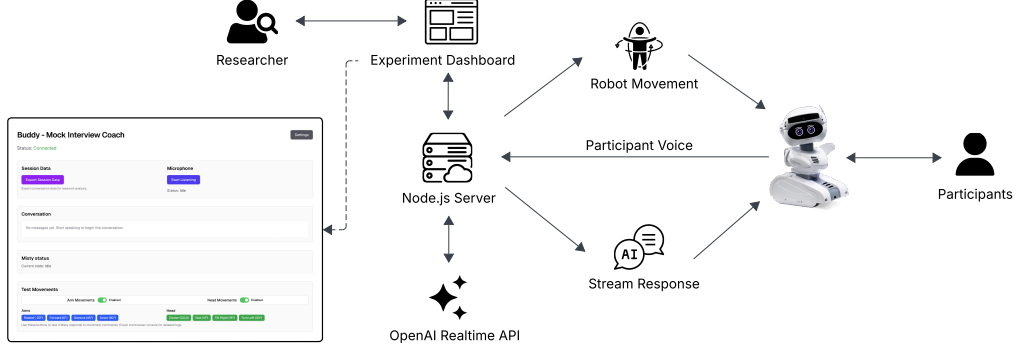 Researcher
Experiment Dashboard
Robot Movement
Buddy - Mock Interview Coach
Settings
Status: Connected
Session Data
Microphone
Export Session Data
Start Listening
Status: Idle
Participant Voice
Node.js Server
Participants
Conversation
No messages yet. Start speaking to begin the conversation.
Misty status
Current state: Idle
AI
Stream Response
Test Movements
Arm Movements Enabled
Head Movements Enabled
Arms
Head
OpenAI Realtime API